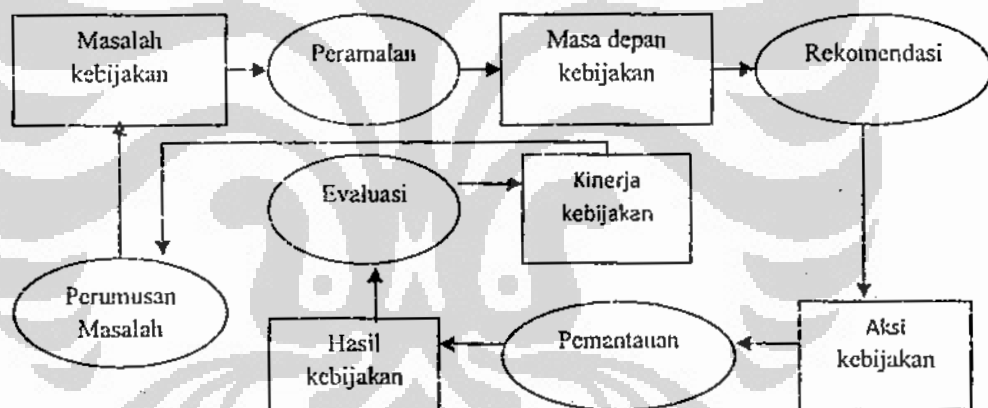 Masalah
kebijakan
Peramalan
Masa depan
kebijakan
Rekomendasi
Evaluasi
Kinerja
kebijakan
Perumusan
Masalah
Hasil
kebijakan
Pemantauan
Aksi
kebijakan